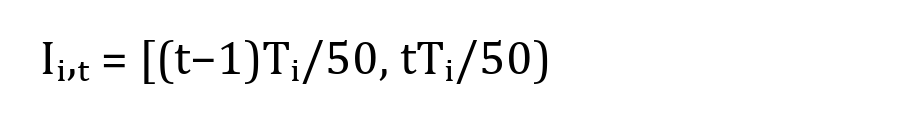 Iᵢ,ₜ = [(t−1)Tᵢ/50, tTᵢ/50)